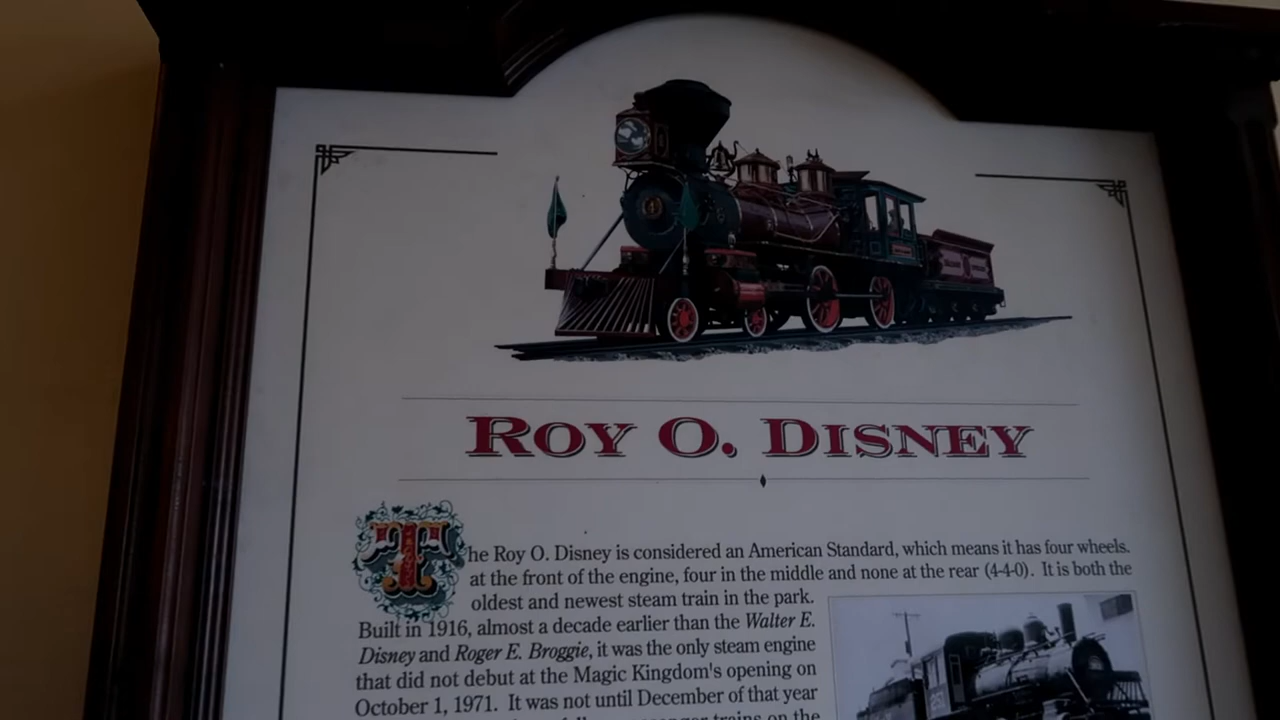 4
ROY O. DISNEY
The Roy O. Disney is considered an American Standard, which means it has four wheels.
at the front of the engine, four in the middle and none at the rear (4-4-0). It is both the
oldest and newest steam train in the park.
Built in 1916, almost a decade earlier than the Walter E.
Disney and Roger E. Broggie, it was the only steam engine
that did not debut at the Magic Kingdom's opening on
October 1, 1971. It was not until December of that year
trains on the